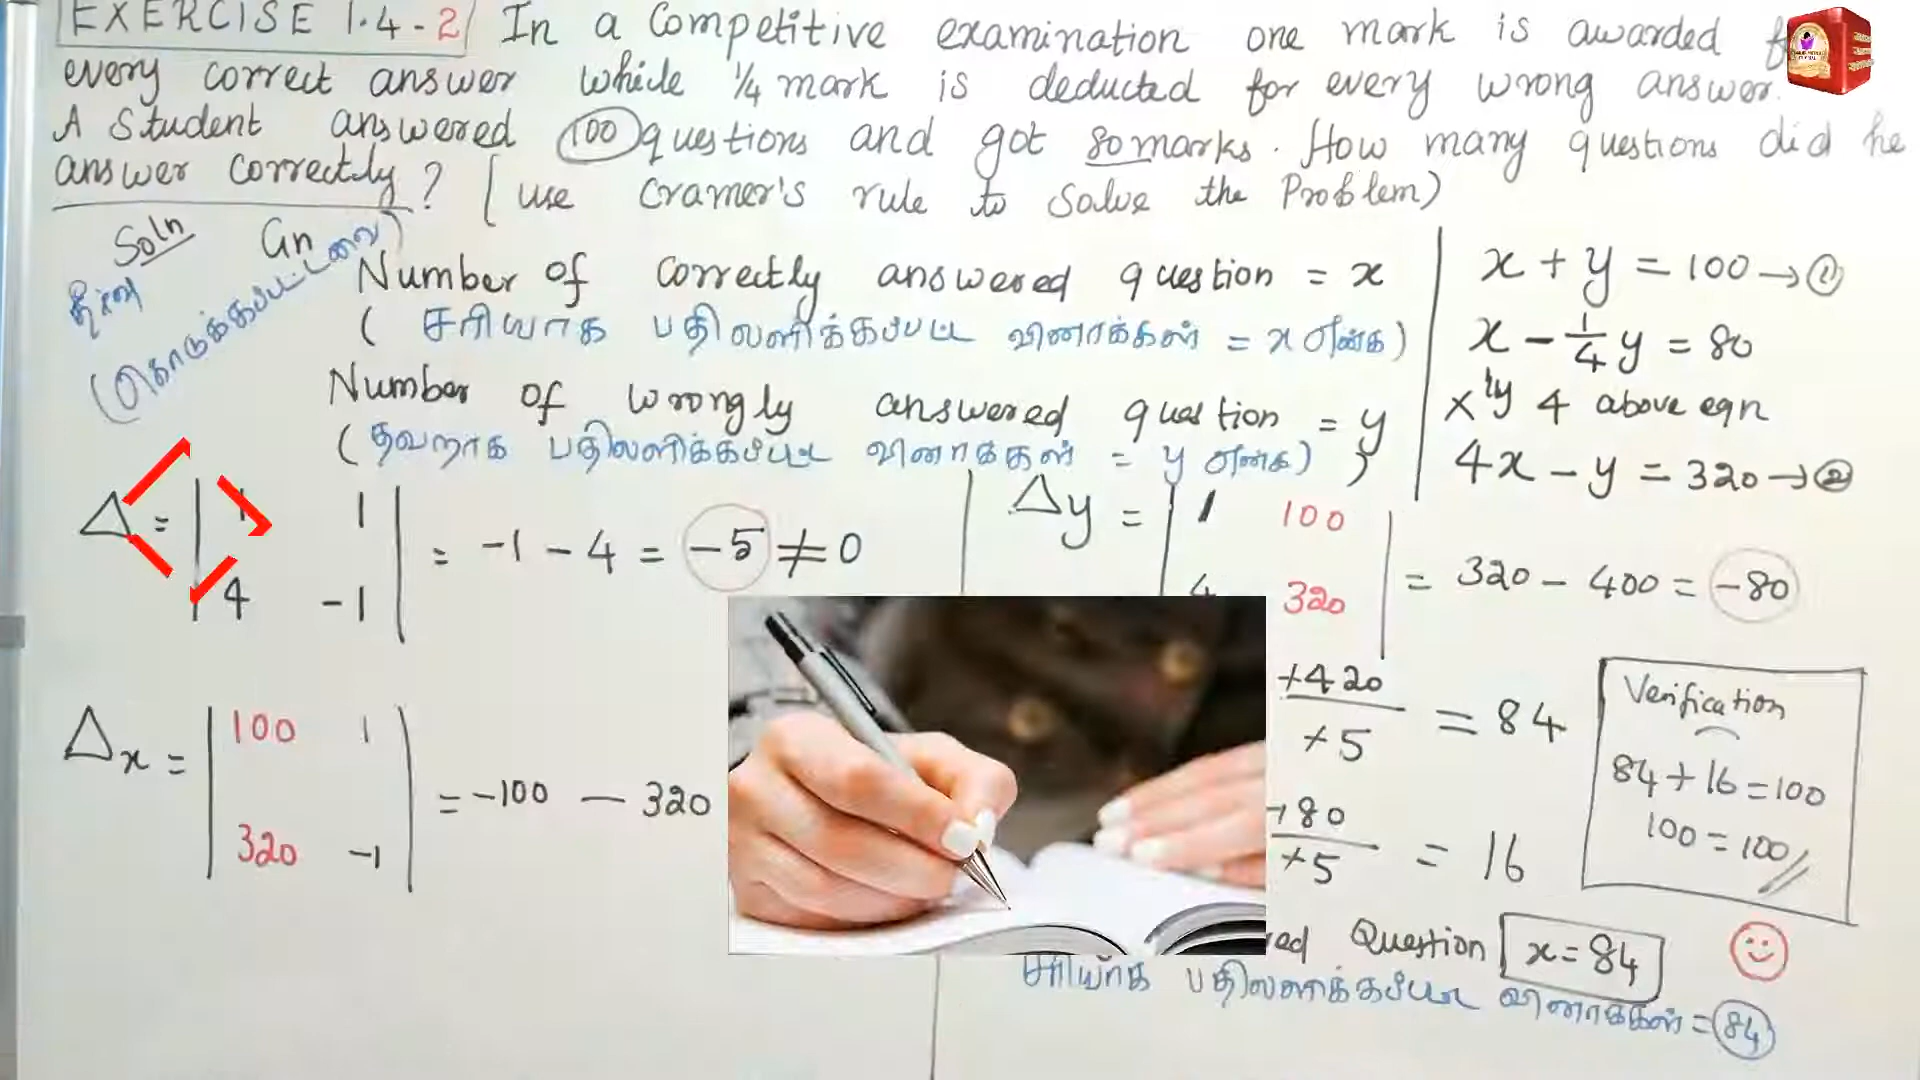 EXERCISE 1.4-2 In a Competitive examination one mark is awarded
every correct answer while 1/4 mark is deducted for every wrong answer.
A Student answered 100 questions and got 80 marks. How many questions did he
answer correctly? (use Cramer's rule to Solve the Problem)
Soln Gn
தீர்வு (கொடுக்கப்பட்டவை)
Number of correctly answered question = x
( சரியாக பதிலளிக்கப்பட்ட வினாக்கள் = x என்க )
Number of wrongly answered question = y
( தவறாக பதிலளிக்கப்பட்ட வினாக்கள் = y என்க )
x + y = 100 → ①
x - 1/4 y = 80
x^ly 4 above eqn
4x - y = 320 → ②
Δ = | 1 1
4 -1 | = -1 - 4 = -5 ≠ 0
Δx = | 100 1
320 -1 | = -100 - 320
Δy = | 1 100
4 320 | = 320 - 400 = -80
+420
+5 = 84
+80
+5 = 16
Verification
84 + 16 = 100
100 = 100 //
Question x = 84
சரியாக பதிலளிக்கப்பட்ட வினாக்கள் = 84